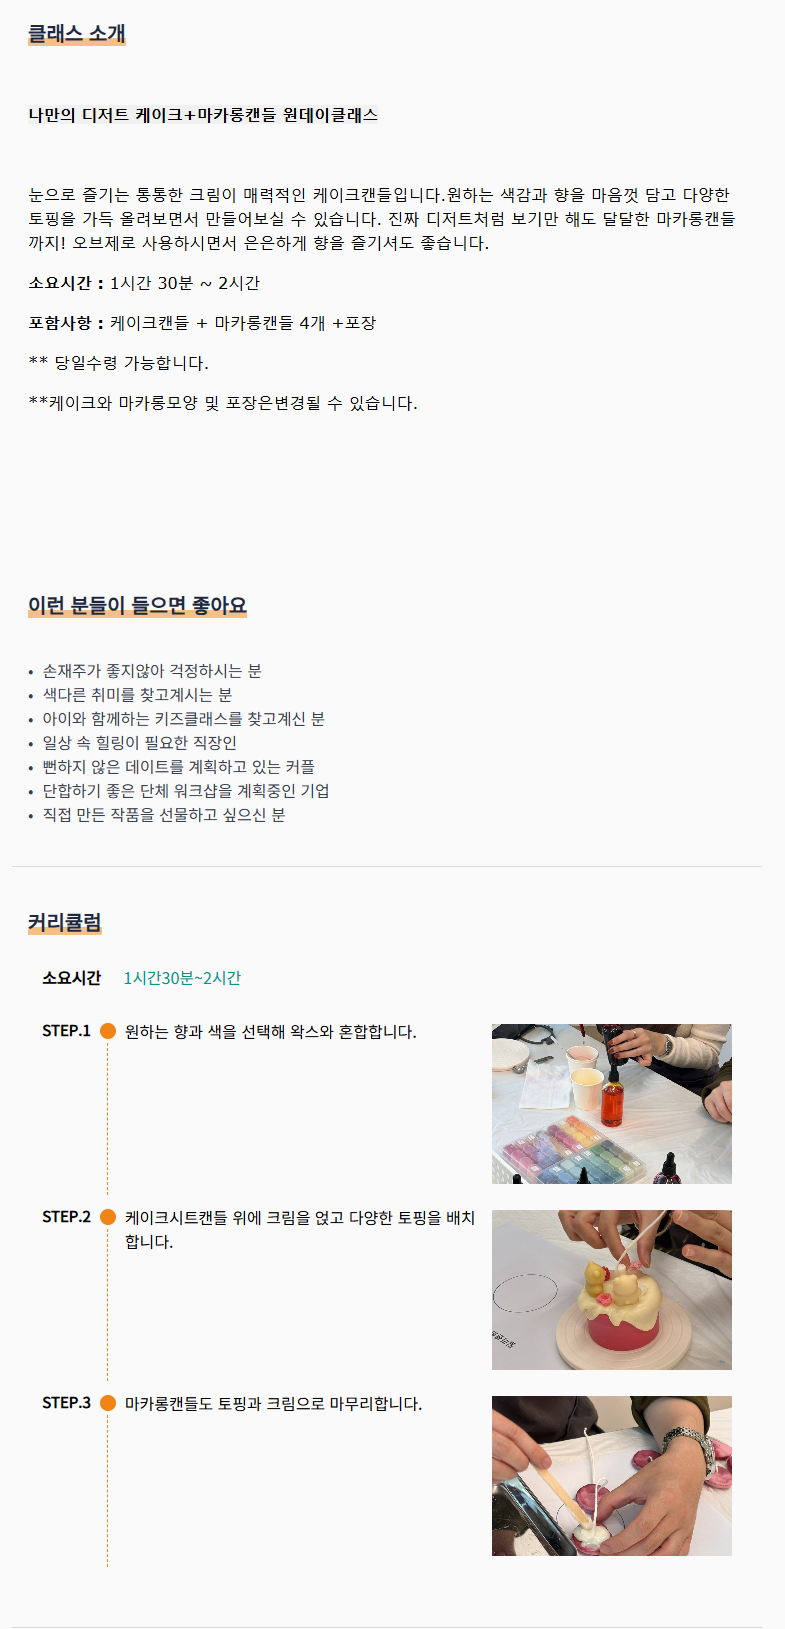 클래스 소개
나만의 디저트 케이크+마카롱캔들 원데이클래스
눈으로 즐기는 통통한 크림이 매력적인 케이크캔들입니다.원하는 색감과 향을 마음껏 담고 다양한
토핑을 가득 올려보면서 만들어보실 수 있습니다. 진짜 디저트처럼 보기만 해도 달달한 마카롱캔들
까지! 오브제로 사용하시면서 은은하게 향을 즐기셔도 좋습니다.
소요시간 : 1시간 30분 ~ 2시간
포함사항 : 케이크캔들 + 마카롱캔들 4개 +포장
** 당일수령 가능합니다.
**케이크와 마카롱모양 및 포장은변경될 수 있습니다.
이런 분들이 들으면 좋아요
• 손재주가 좋지않아 걱정하시는 분
• 색다른 취미를 찾고계시는 분
• 아이와 함께하는 키즈클래스를 찾고계신 분
• 일상 속 힐링이 필요한 직장인
• 뻔하지 않은 데이트를 계획하고 있는 커플
• 단합하기 좋은 단체 워크샵을 계획중인 기업
• 직접 만든 작품을 선물하고 싶으신 분
커리큘럼
소요시간 1시간30분~2시간
STEP.1 원하는 향과 색을 선택해 왁스와 혼합합니다.
STEP.2 케이크시트캔들 위에 크림을 얹고 다양한 토핑을 배치
합니다.
STEP.3 마카롱캔들도 토핑과 크림으로 마무리합니다.